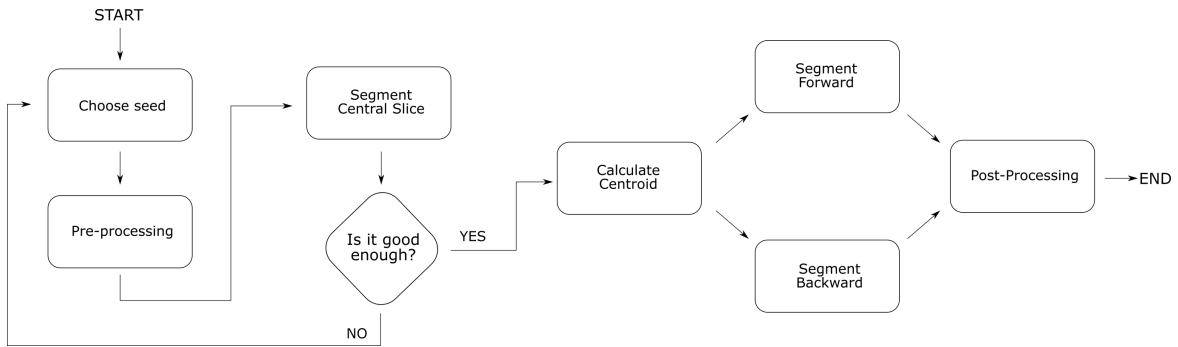 START
Choose seed
Pre-processing
Segment
Central Slice
Is it good
enough?
YES
NO
Calculate
Centroid
Segment
Forward
Segment
Backward
Post-Processing
END